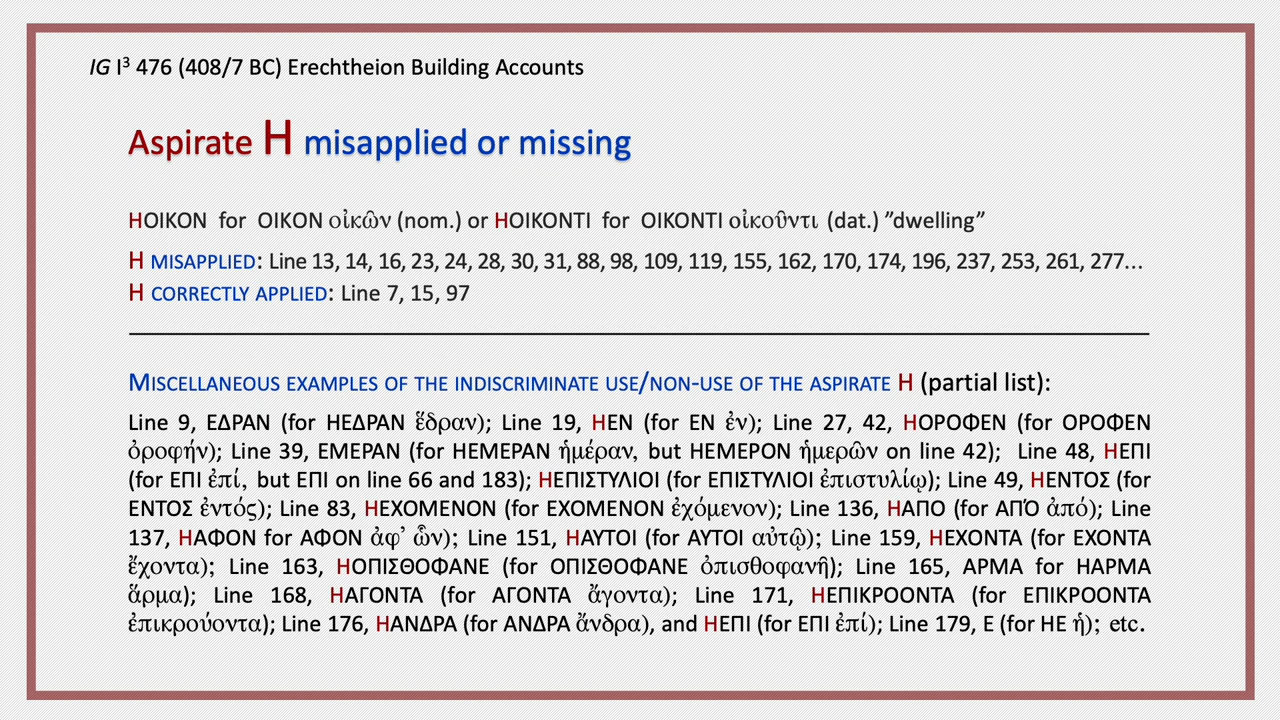 IG I³ 476 (408/7 BC) Erechtheion Building Accounts
Aspirate H misapplied or missing
HOIKON for OIKON οἰκῶν (nom.) or HOIKONTI for OIKONTI οἰκοῦντι (dat.) ”dwelling”
H MISAPPLIED: Line 13, 14, 16, 23, 24, 28, 30, 31, 88, 98, 109, 119, 155, 162, 170, 174, 196, 237, 253, 261, 277...
H CORRECTLY APPLIED: Line 7, 15, 97
MISCELLANEOUS EXAMPLES OF THE INDISCRIMINATE USE/NON-USE OF THE ASPIRATE H (partial list):
Line 9, ΕΔΡΑΝ (for ΗΕΔΡΑΝ ἕδραν); Line 19, ΗΕΝ (for ΕΝ ἐν); Line 27, 42, ΗΟΡΟΦΕΝ (for ΟΡΟΦΕΝ
ὀροφήν); Line 39, ΕΜΕΡΑΝ (for ΗΕΜΕΡΑΝ ἡμέραν, but ΗΕΜΕΡΟΝ ἡμερῶν on line 42); Line 48, ΗΕΠΙ
(for ΕΠΙ ἐπί, but ΕΠΙ on line 66 and 183); ΗΕΠΙΣΤΥΛΙΟΙ (for ΕΠΙΣΤΥΛΙΟΙ ἐπιστυλίῳ); Line 49, ΗΕΝΤΟΣ (for
ΕΝΤΟΣ ἐντός); Line 83, ΗΕΧΟΜΕΝΟΝ (for ΕΧΟΜΕΝΟΝ ἐχόμενον); Line 136, ΗΑΠΟ (for ΑΠΌ ἀπό); Line
137, ΗΑΦΟΝ for ΑΦΟΝ ἀφ’ ὧν); Line 151, ΗΑΥΤΟΙ (for ΑΥΤΟΙ αὐτῷ); Line 159, ΗΕΧΟΝΤΑ (for ΕΧΟΝΤΑ
ἔχοντα); Line 163, ΗΟΠΙΣΘΟΦΑΝΕ (for ΟΠΙΣΘΟΦΑΝΕ ὀπισθοφανῆ); Line 165, ΑΡΜΑ for ΗΑΡΜΑ
ἅρμα); Line 168, ΗΑΓΟΝΤΑ (for ΑΓΟΝΤΑ ἄγοντα); Line 171, ΗΕΠΙΚΡΟΟΝΤΑ (for ΕΠΙΚΡΟΟΝΤΑ
ἐπικρούοντα); Line 176, ΗΑΝΔΡΑ (for ΑΝΔΡΑ ἄνδρα), and ΗΕΠΙ (for ΕΠΙ ἐπί); Line 179, Ε (for ΗΕ ἡ); etc.